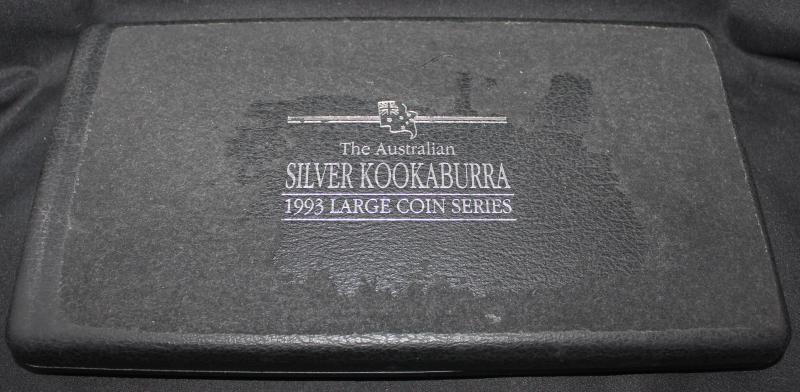 The Australian
SILVER KOOKABURRA
1993 LARGE COIN SERIES